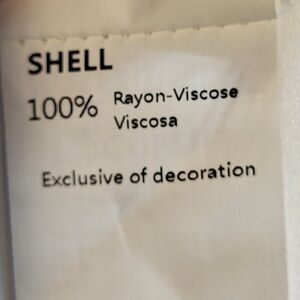 SHELL
100% Rayon-Viscose
Viscosa
Exclusive of decoration